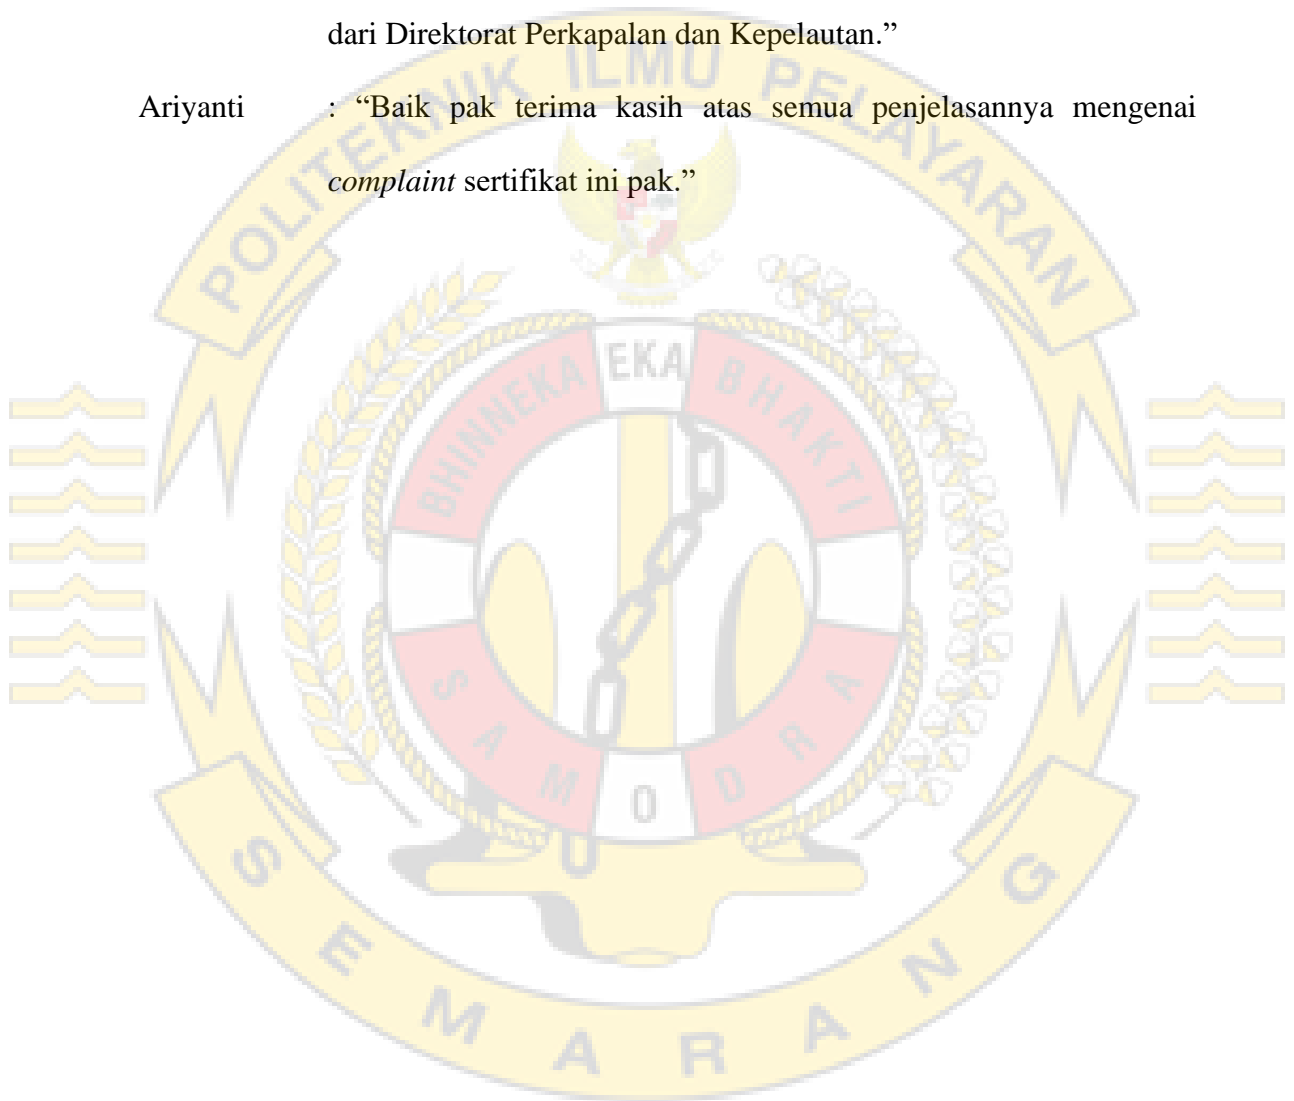 dari Direktorat Perkapalan dan Kepelautan.”
Ariyanti : “Baik pak terima kasih atas semua penjelasannya mengenai
complaint sertifikat ini pak.”
POLITEKNIK ILMU PELAYARAN
BHINNEKA EKA BHAKTI
SAMODRA
SEMARANG